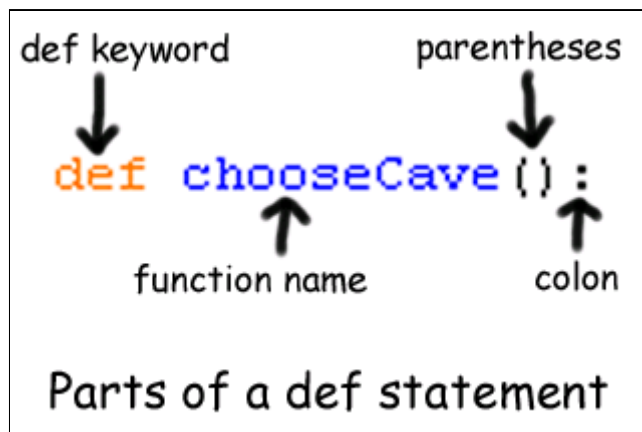 def keyword
parentheses
def chooseCave():
function name
colon
Parts of a def statement